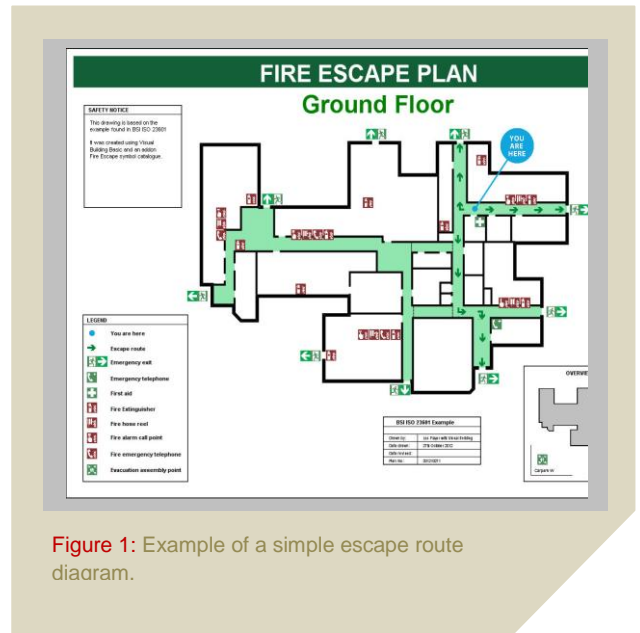 FIRE ESCAPE PLAN
Ground Floor
SAFETY NOTICE
This drawing is based on the
example found in BSI ISO 23601
It was created using Visual
Building Basic and an addon
Fire Escape symbol catalogue.
YOU
ARE
HERE
LEGEND
You are here
Escape route
Emergency exit
Emergency telephone
First aid
Fire Extinguisher
Fire hose reel
Fire alarm call point
Fire emergency telephone
Evacuation assembly point
BSI ISO 23601 Example
OVERVIE
Figure 1: Example of a simple escape route
diagram.